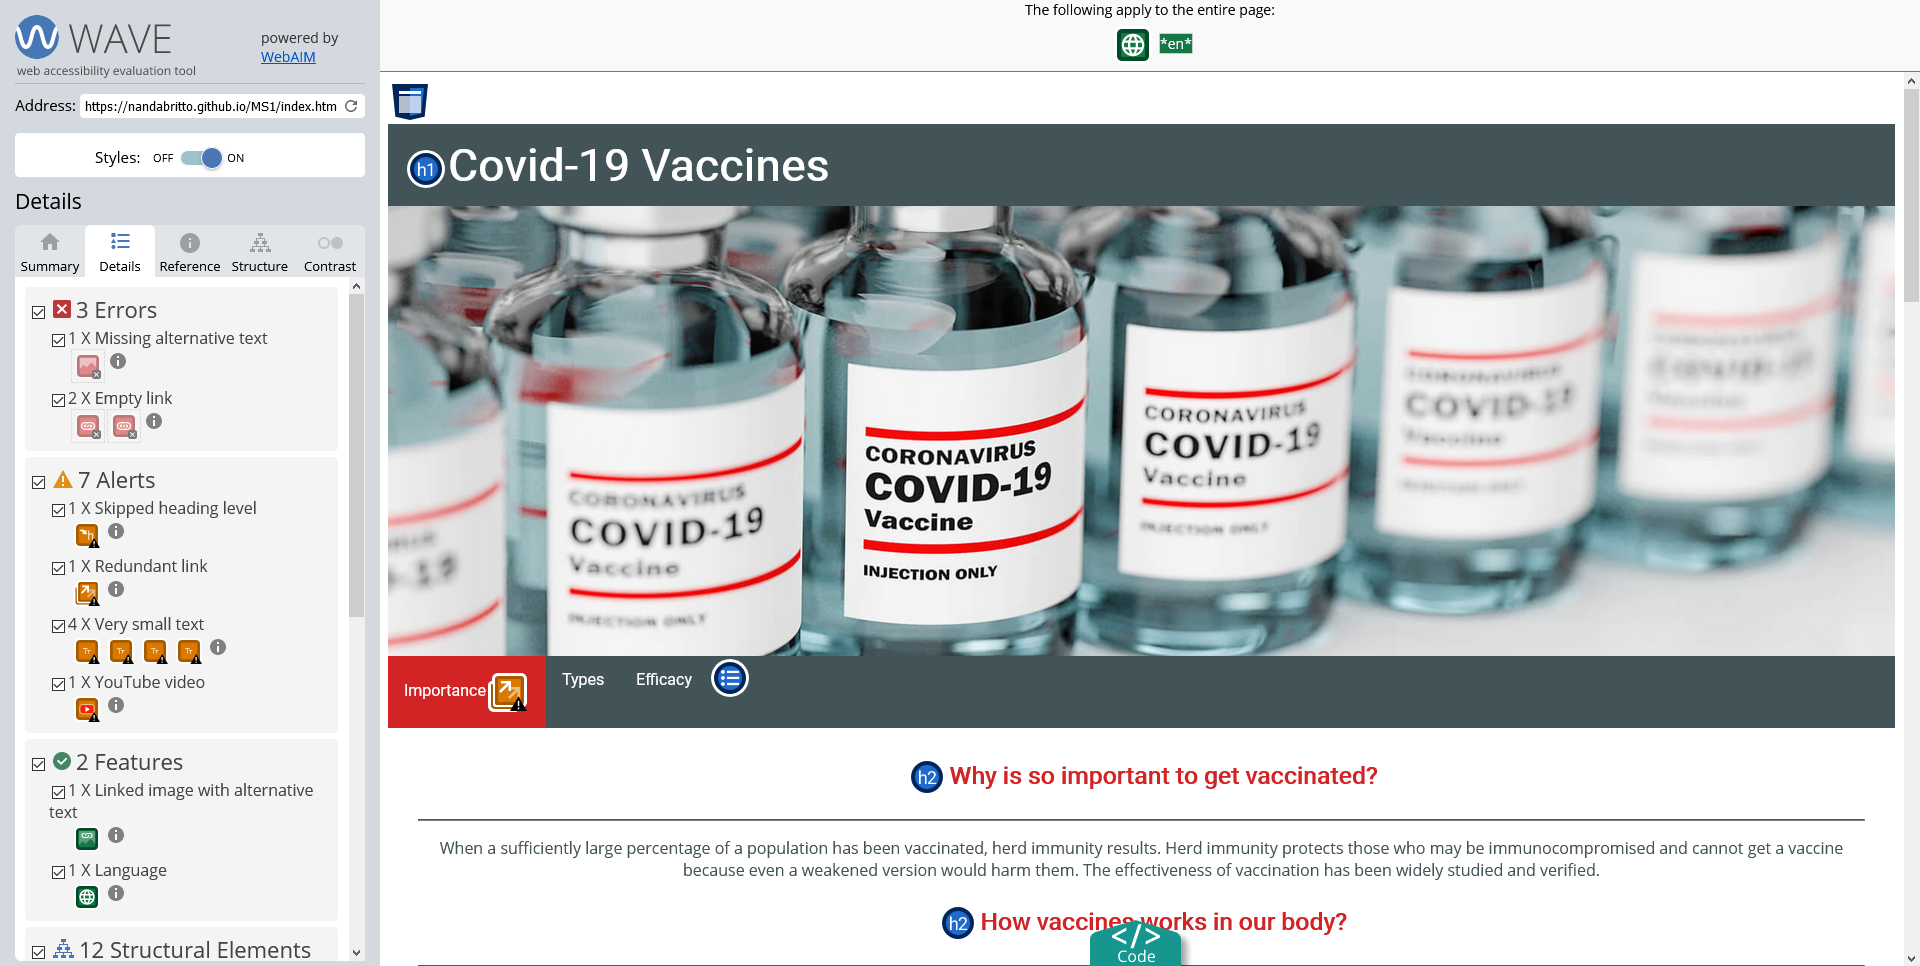 WAVE
powered by
WebAIM
web accessibility evaluation tool
Address: https://nandabritto.github.io/MS1/index.htm
Styles: OFF ON
Details
Summary Details Reference Structure Contrast
3 Errors
1 X Missing alternative text
2 X Empty link
7 Alerts
1 X Skipped heading level
1 X Redundant link
4 X Very small text
1 X YouTube video
2 Features
1 X Linked image with alternative
text
1 X Language
12 Structural Elements
The following apply to the entire page:
*en*
h1 Covid-19 Vaccines
CORONAVIRUS
COVID-19
Vaccine
INJECTION ONLY
CORONAVIRUS
COVID-19
Vaccine
INJECTION ONLY
CORONAVIRUS
COVID-19
Vaccine
INJECTION ONLY
CORONAVIRUS
COVID-19
Vaccine
Importance Types Efficacy
h2 Why is so important to get vaccinated?
When a sufficiently large percentage of a population has been vaccinated, herd immunity results. Herd immunity protects those who may be immunocompromised and cannot get a vaccine
because even a weakened version would harm them. The effectiveness of vaccination has been widely studied and verified.
h2 How vaccines works in our body?
</>
Code